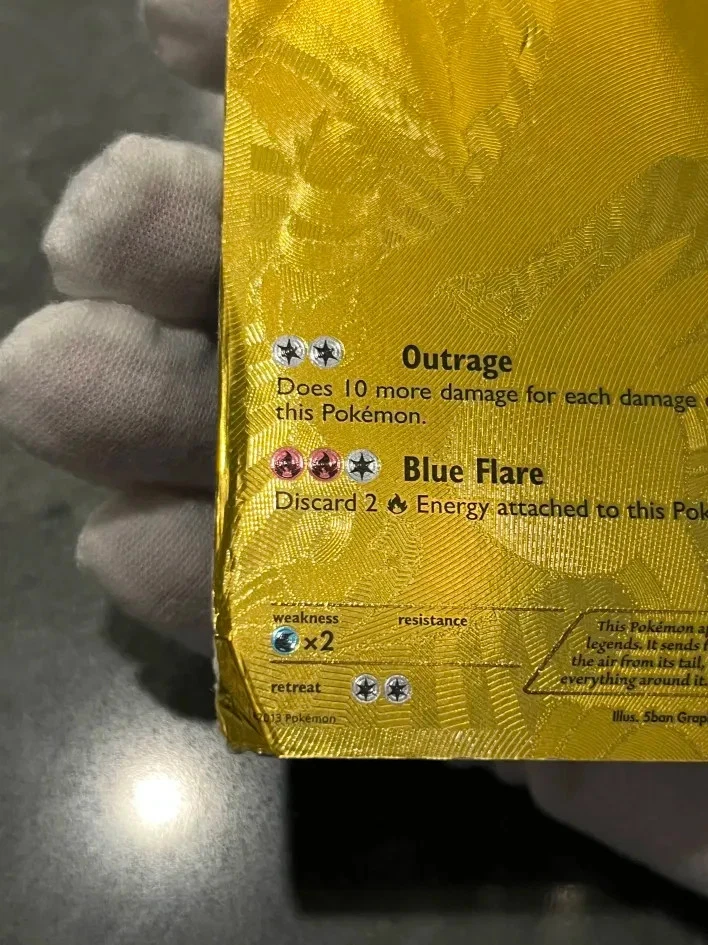 Outrage
Does 10 more damage for each damage
this Pokémon.
Blue Flare
Discard 2 Energy attached to this Pok
weakness resistance
×2
This Pokémon a
legends. It sends
the air from its tail,
everything around it.
retreat
2013 Pokémon
Illus. 5ban Grap